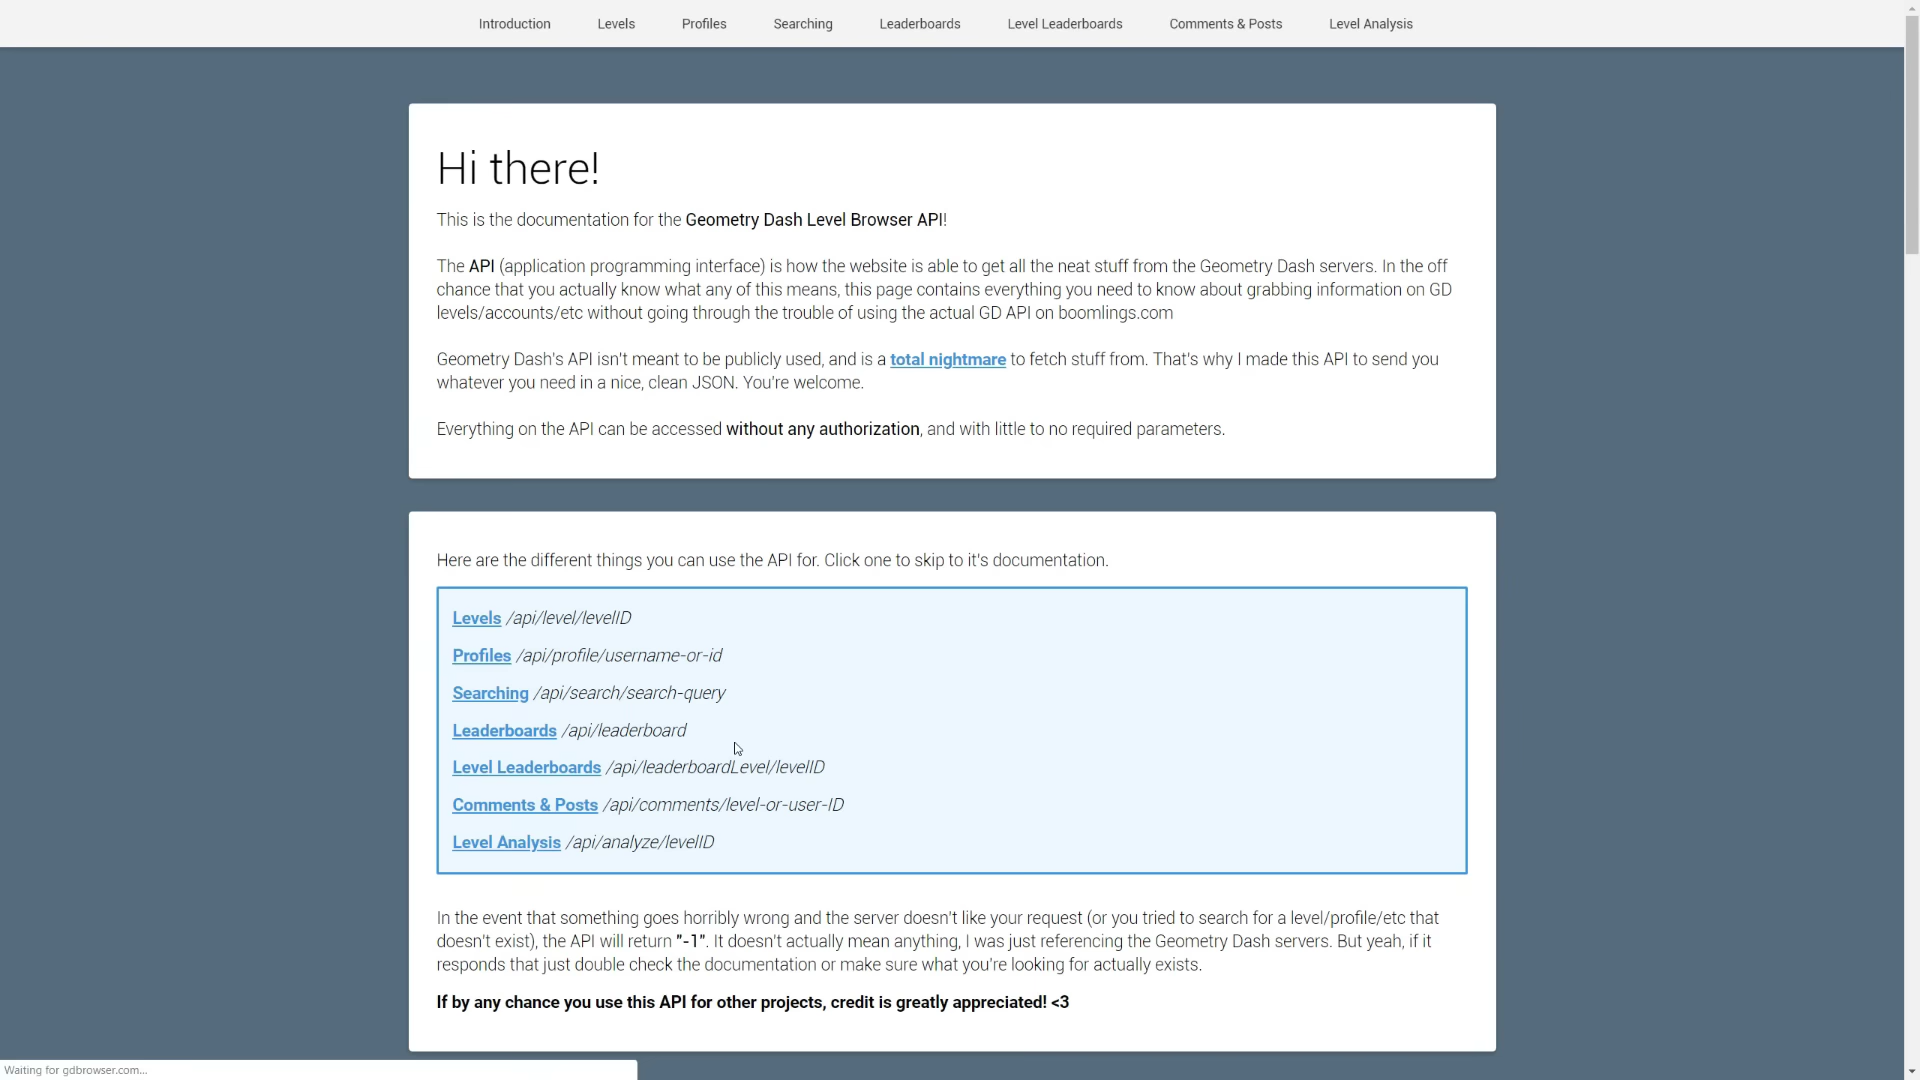 Introduction Levels Profiles Searching Leaderboards Level Leaderboards Comments & Posts Level Analysis
Hi there!
This is the documentation for the Geometry Dash Level Browser API!
The API (application programming interface) is how the website is able to get all the neat stuff from the Geometry Dash servers. In the off
chance that you actually know what any of this means, this page contains everything you need to know about grabbing information on GD
levels/accounts/etc without going through the trouble of using the actual GD API on boomlings.com
Geometry Dash's API isn't meant to be publicly used, and is a total nightmare to fetch stuff from. That's why I made this API to send you
whatever you need in a nice, clean JSON. You're welcome.
Everything on the API can be accessed without any authorization, and with little to no required parameters.
Here are the different things you can use the API for. Click one to skip to it's documentation.
Levels /api/level/levelID
Profiles /api/profile/username-or-id
Searching /api/search/search-query
Leaderboards /api/leaderboard
Level Leaderboards /api/leaderboardLevel/levelID
Comments & Posts /api/comments/level-or-user-ID
Level Analysis /api/analyze/levelID
In the event that something goes horribly wrong and the server doesn't like your request (or you tried to search for a level/profile/etc that
doesn't exist), the API will return "-1". It doesn't actually mean anything, I was just referencing the Geometry Dash servers. But yeah, if it
responds that just double check the documentation or make sure what you're looking for actually exists.
If by any chance you use this API for other projects, credit is greatly appreciated! <3
Waiting for gdbrowser.com...